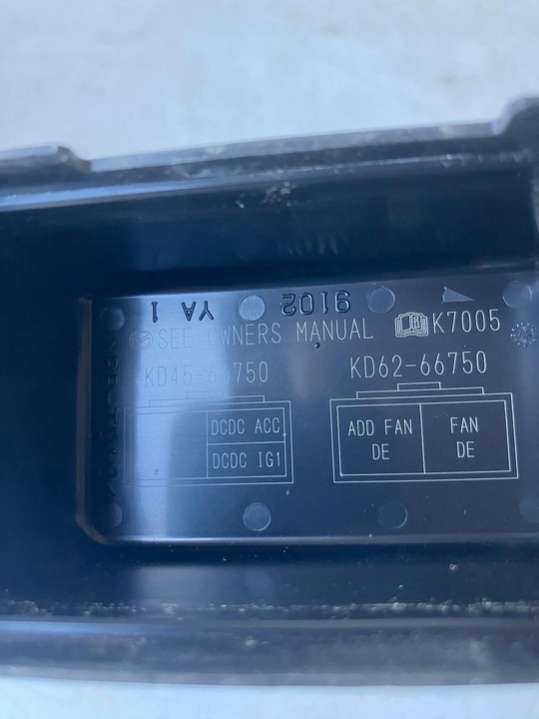 YA 1 9102
SEE OWNERS MANUAL K7005
KD45-66750 KD62-66750
DCDC ACC
DCDC IG1
ADD FAN DE
FAN DE